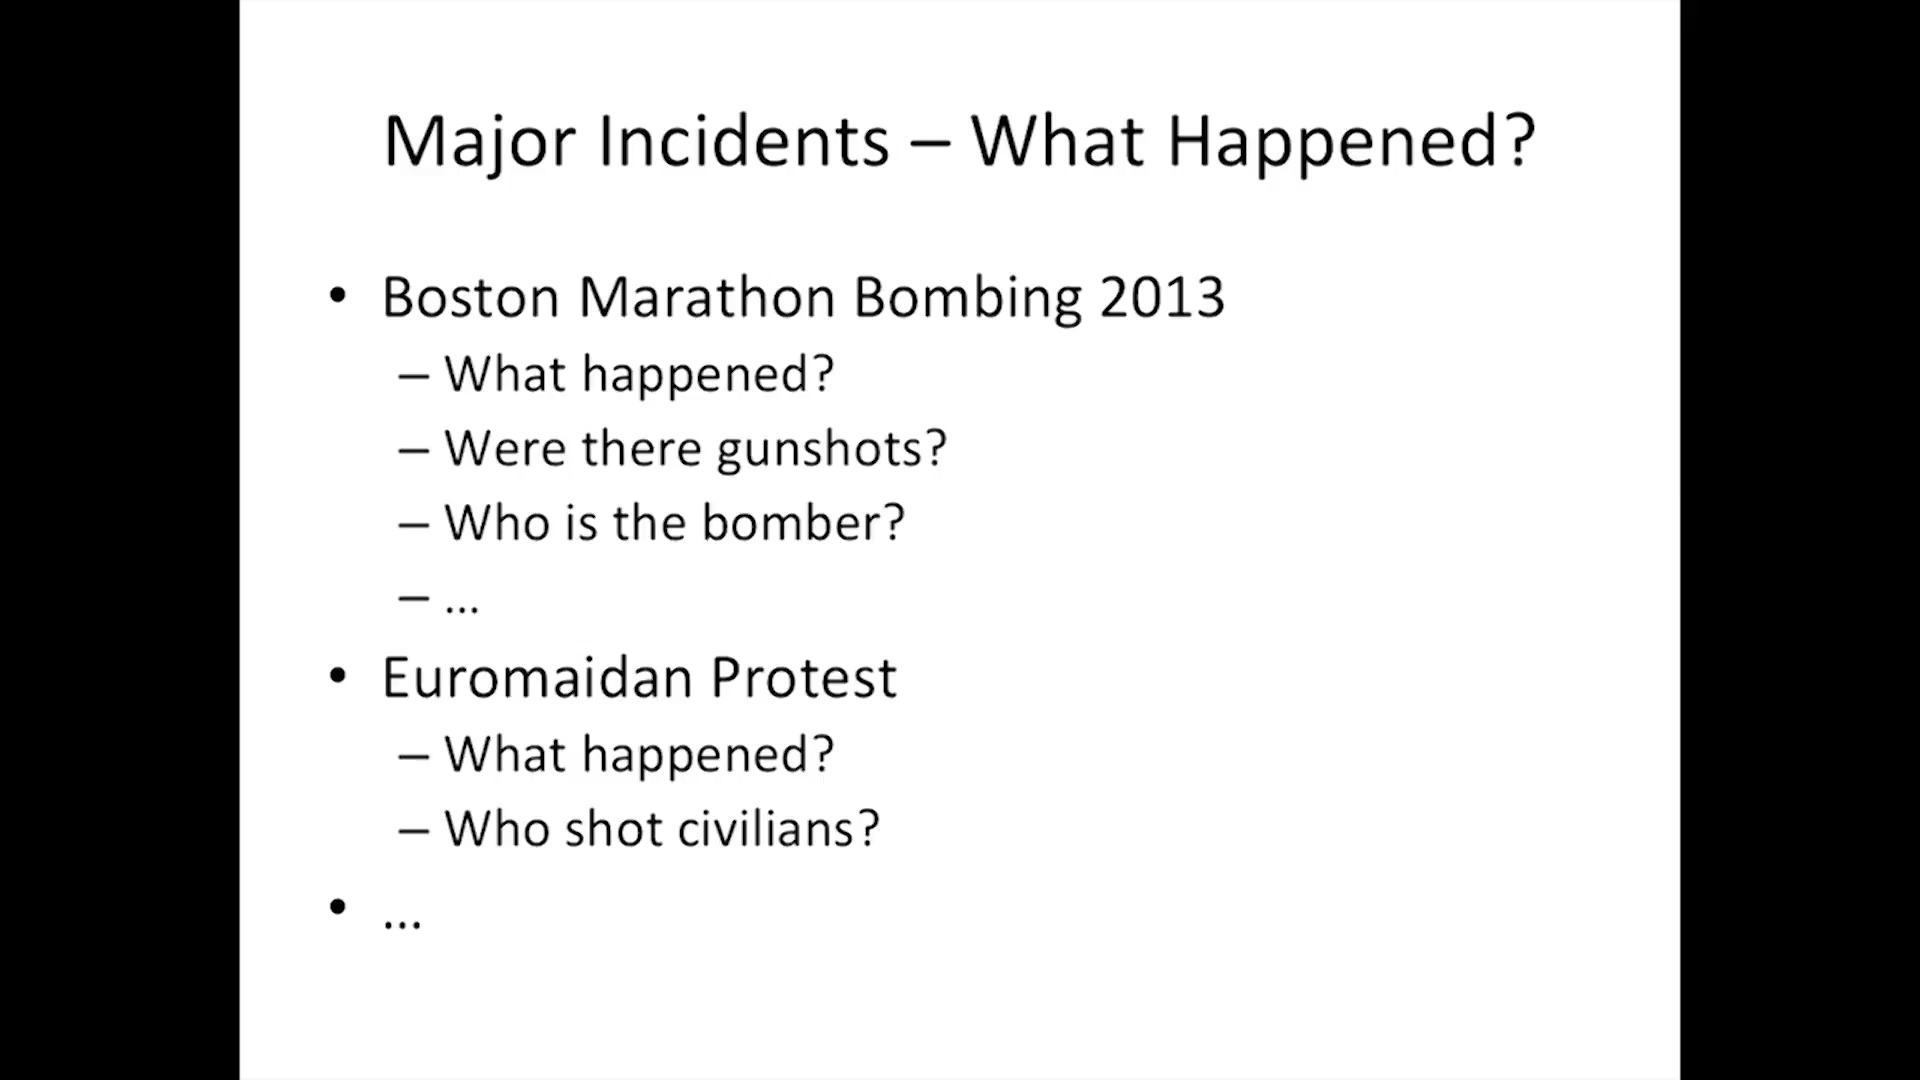 Major Incidents – What Happened?
• Boston Marathon Bombing 2013
– What happened?
– Were there gunshots?
– Who is the bomber?
– ...
• Euromaidan Protest
– What happened?
– Who shot civilians?
• ...